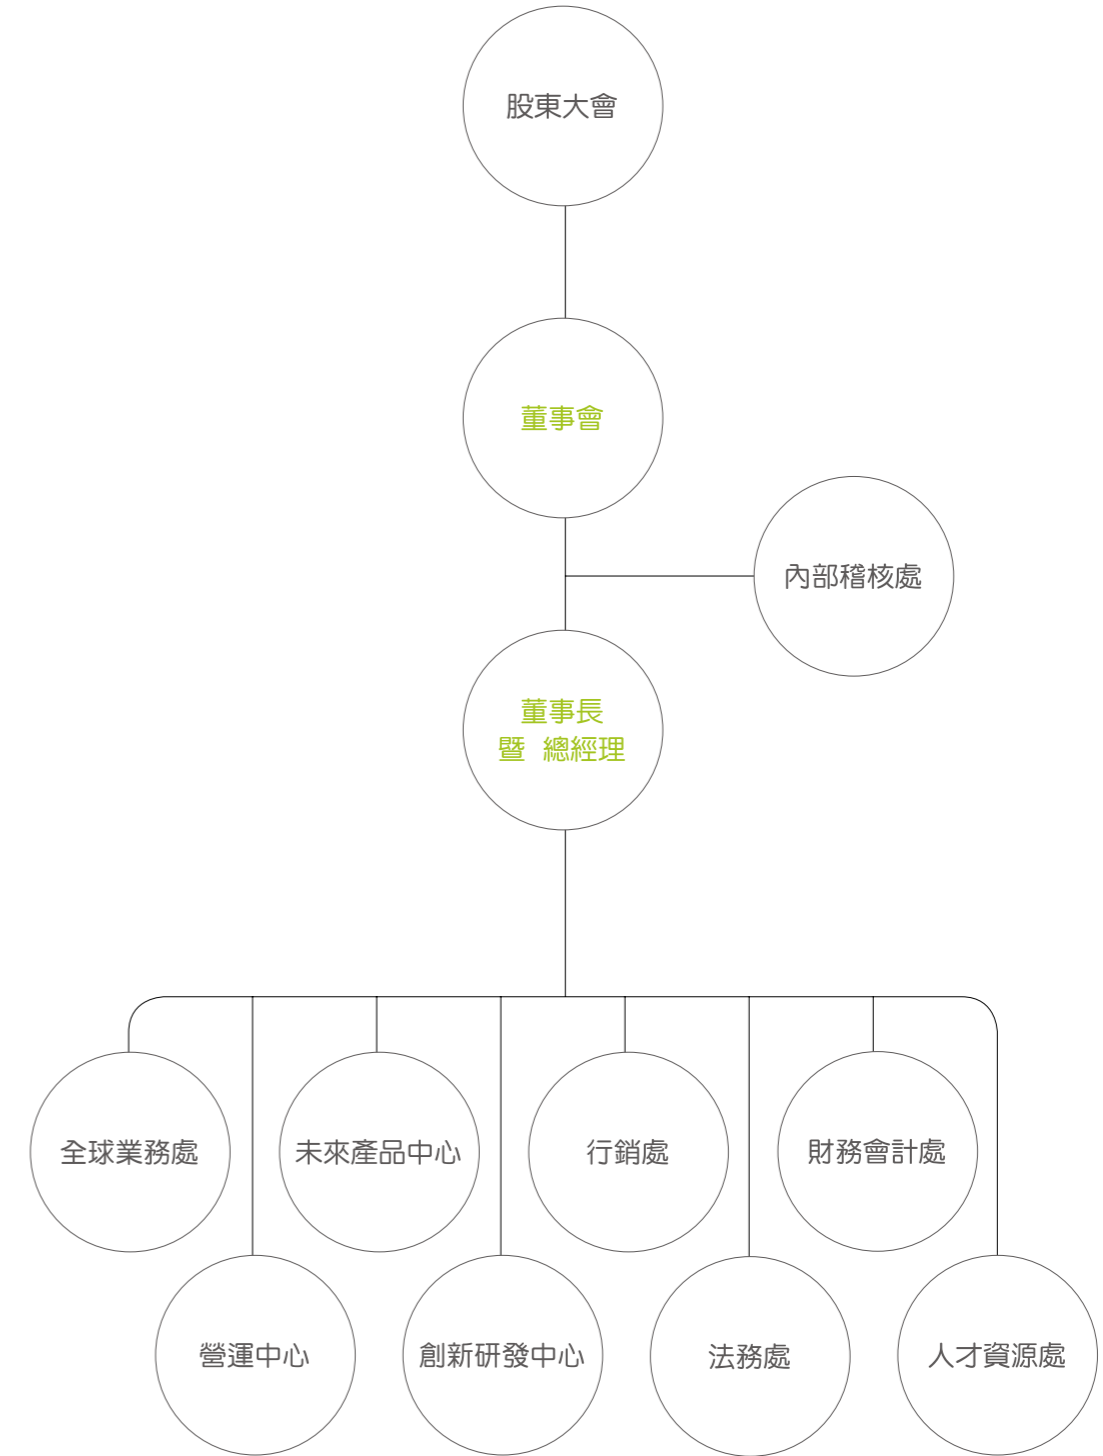 股東大會
董事會
內部稽核處
董事長
暨 總經理
全球業務處
未來產品中心
行銷處
財務會計處
營運中心
創新研發中心
法務處
人才資源處